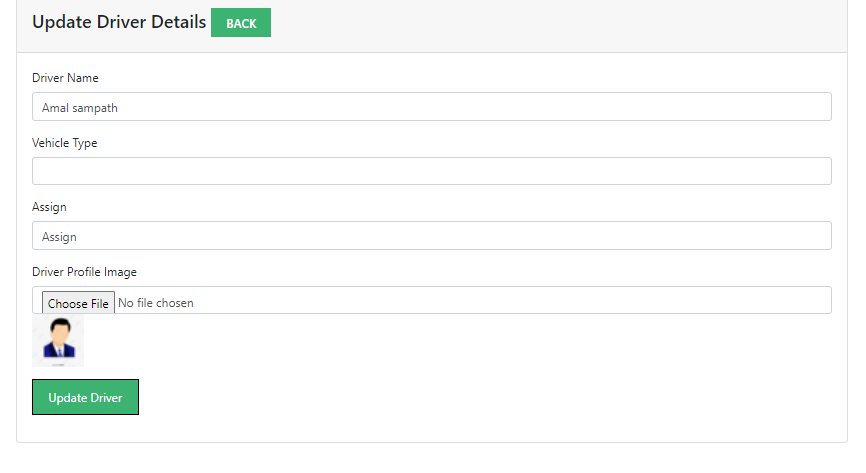 Update Driver Details BACK
Driver Name
Amal sampath
Vehicle Type
Assign
Assign
Driver Profile Image
Choose File No file chosen
Update Driver